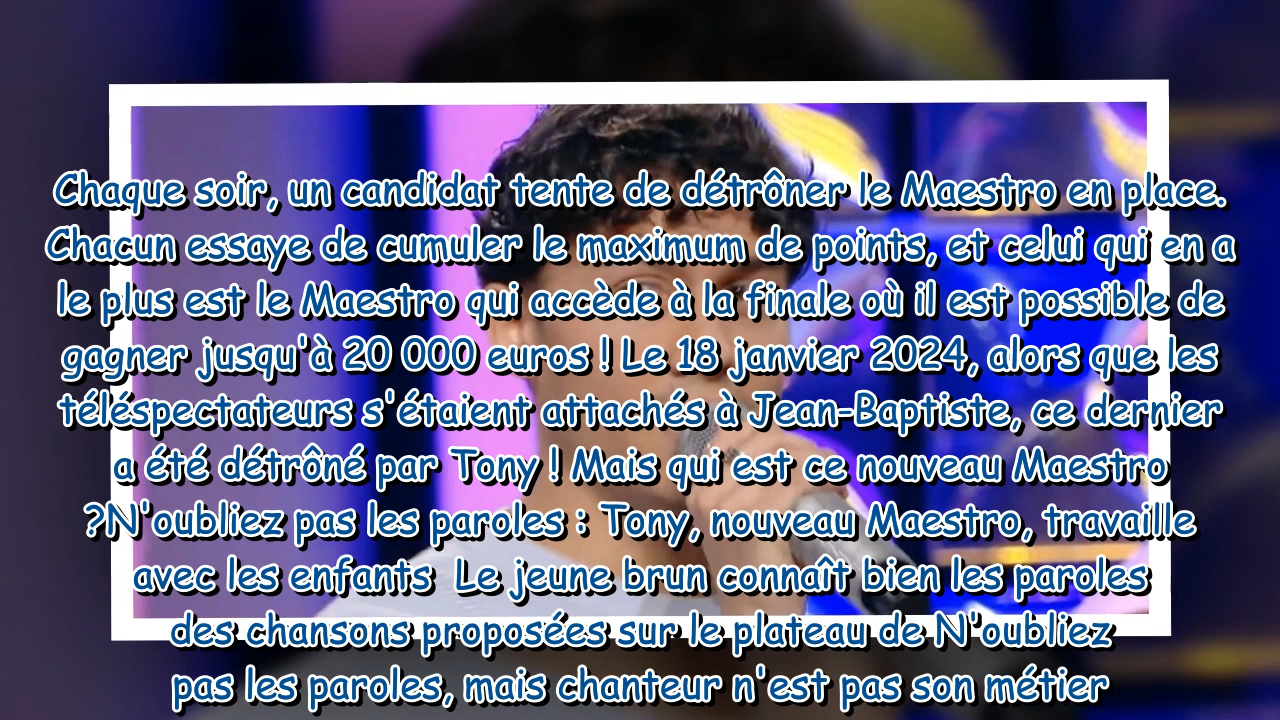 Chaque soir, un candidat tente de détrôner le Maestro en place.
Chacun essaye de cumuler le maximum de points, et celui qui en a
le plus est le Maestro qui accède à la finale où il est possible de
gagner jusqu'à 20 000 euros ! Le 18 janvier 2024, alors que les
téléspectateurs s'étaient attachés à Jean-Baptiste, ce dernier
a été détrôné par Tony ! Mais qui est ce nouveau Maestro
?N'oubliez pas les paroles : Tony, nouveau Maestro, travaille
avec les enfants  Le jeune brun connaît bien les paroles
des chansons proposées sur le plateau de N'oubliez
pas les paroles, mais chanteur n'est pas son métier